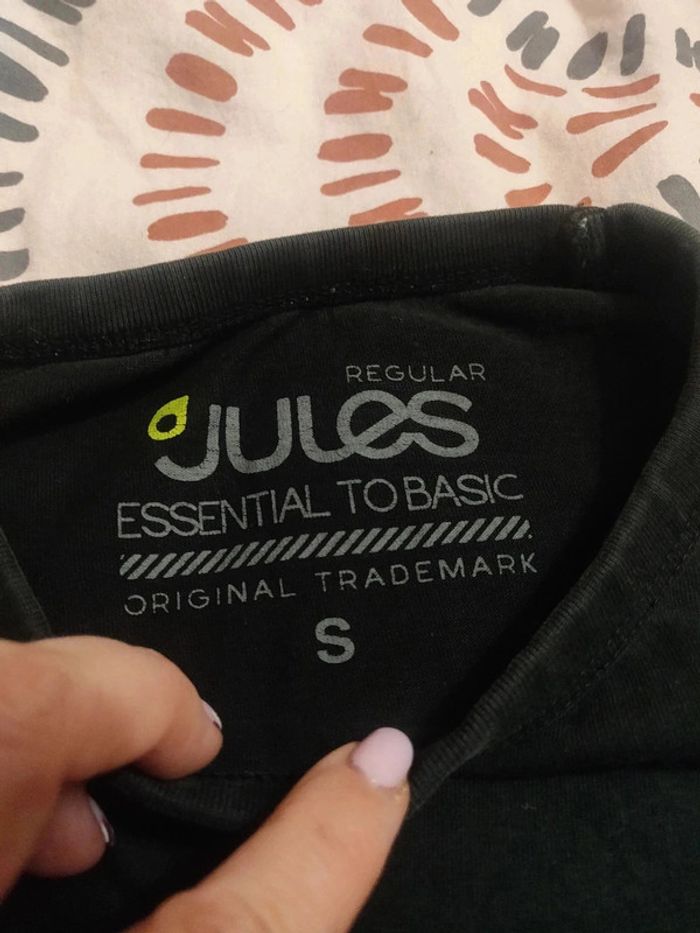 REGULAR
JULES
ESSENTIAL TO BASIC
ORIGINAL TRADEMARK
S